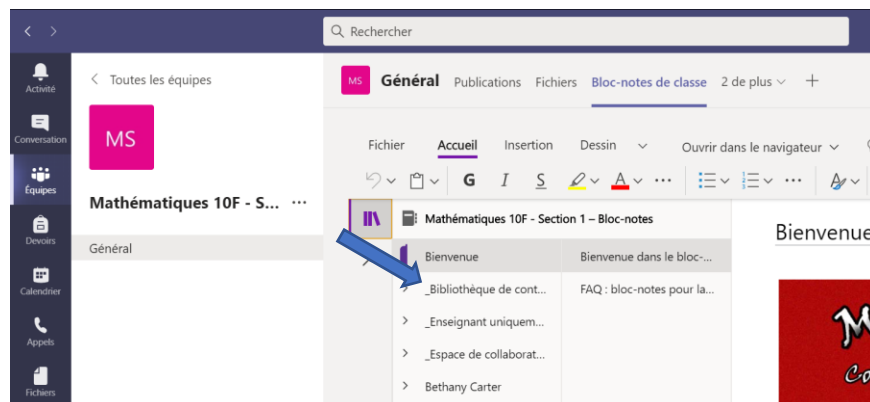 Rechercher
Activité
Conversation
Équipes
Devoirs
Calendrier
Appels
Fichiers
Toutes les équipes
MS
Mathématiques 10F - S... ...
Général
MS Général Publications Fichiers Bloc-notes de classe 2 de plus
Fichier Accueil Insertion Dessin Ouvrir dans le navigateur
G I S A ... ...
Mathématiques 10F - Section 1 – Bloc-notes
Bienvenue
_Bibliothèque de cont...
_Enseignant uniquem...
_Espace de collaborat...
Bethany Carter
Bienvenue dans le bloc-...
FAQ : bloc-notes pour la...
Bienvenue